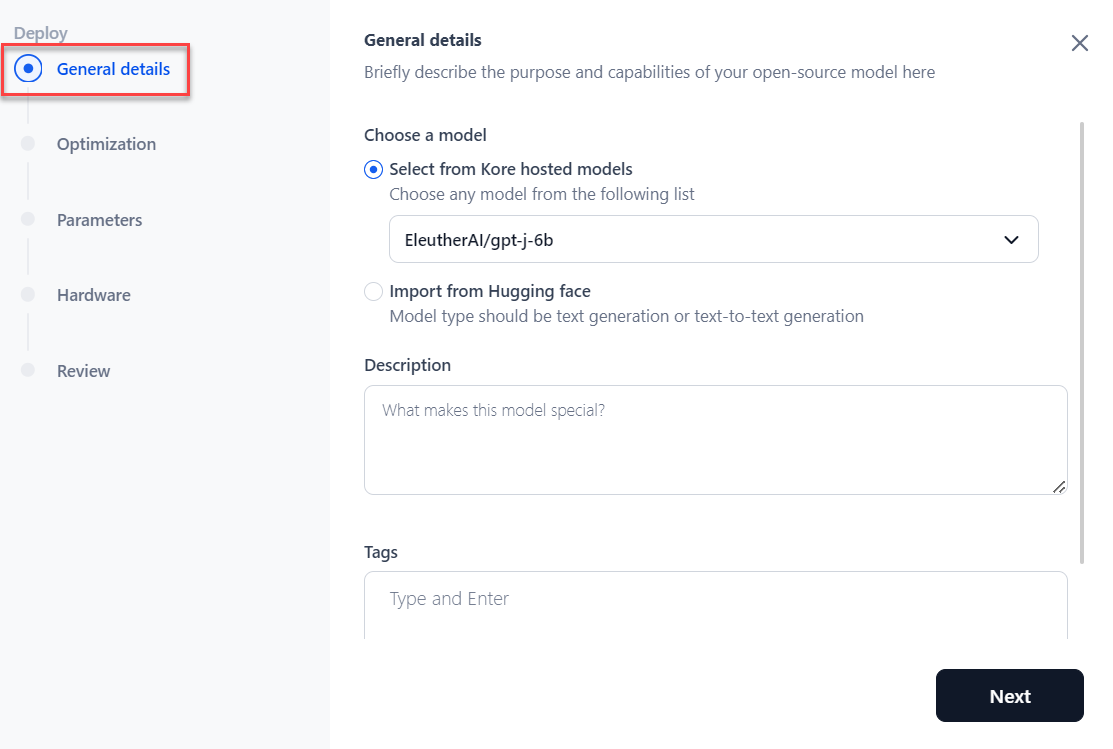 Deploy
General details
Optimization
Parameters
Hardware
Review
General details
Briefly describe the purpose and capabilities of your open-source model here
Choose a model
Select from Kore hosted models
Choose any model from the following list
EleutherAI/gpt-j-6b
Import from Hugging face
Model type should be text generation or text-to-text generation
Description
What makes this model special?
Tags
Type and Enter
Next